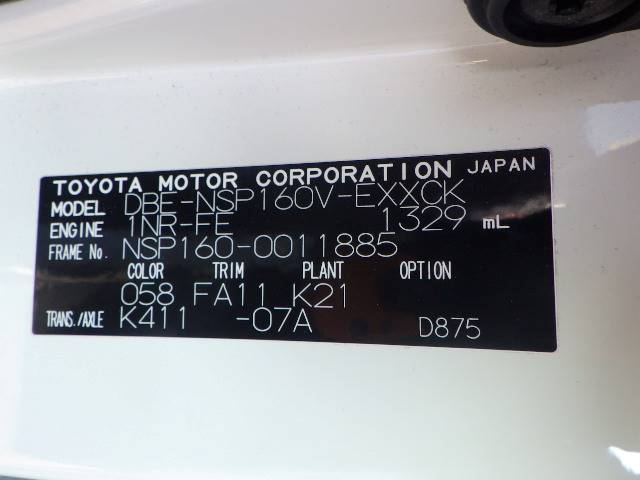 TOYOTA MOTOR CORPORATION JAPAN
MODEL DBE-NSP160V-EXXCK
ENGINE 1NR-FE 1329 mL
FRAME No. NSP160-0011885
COLOR TRIM PLANT OPTION
058 FA11 K21
TRANS./AXLE K411 -07A D875